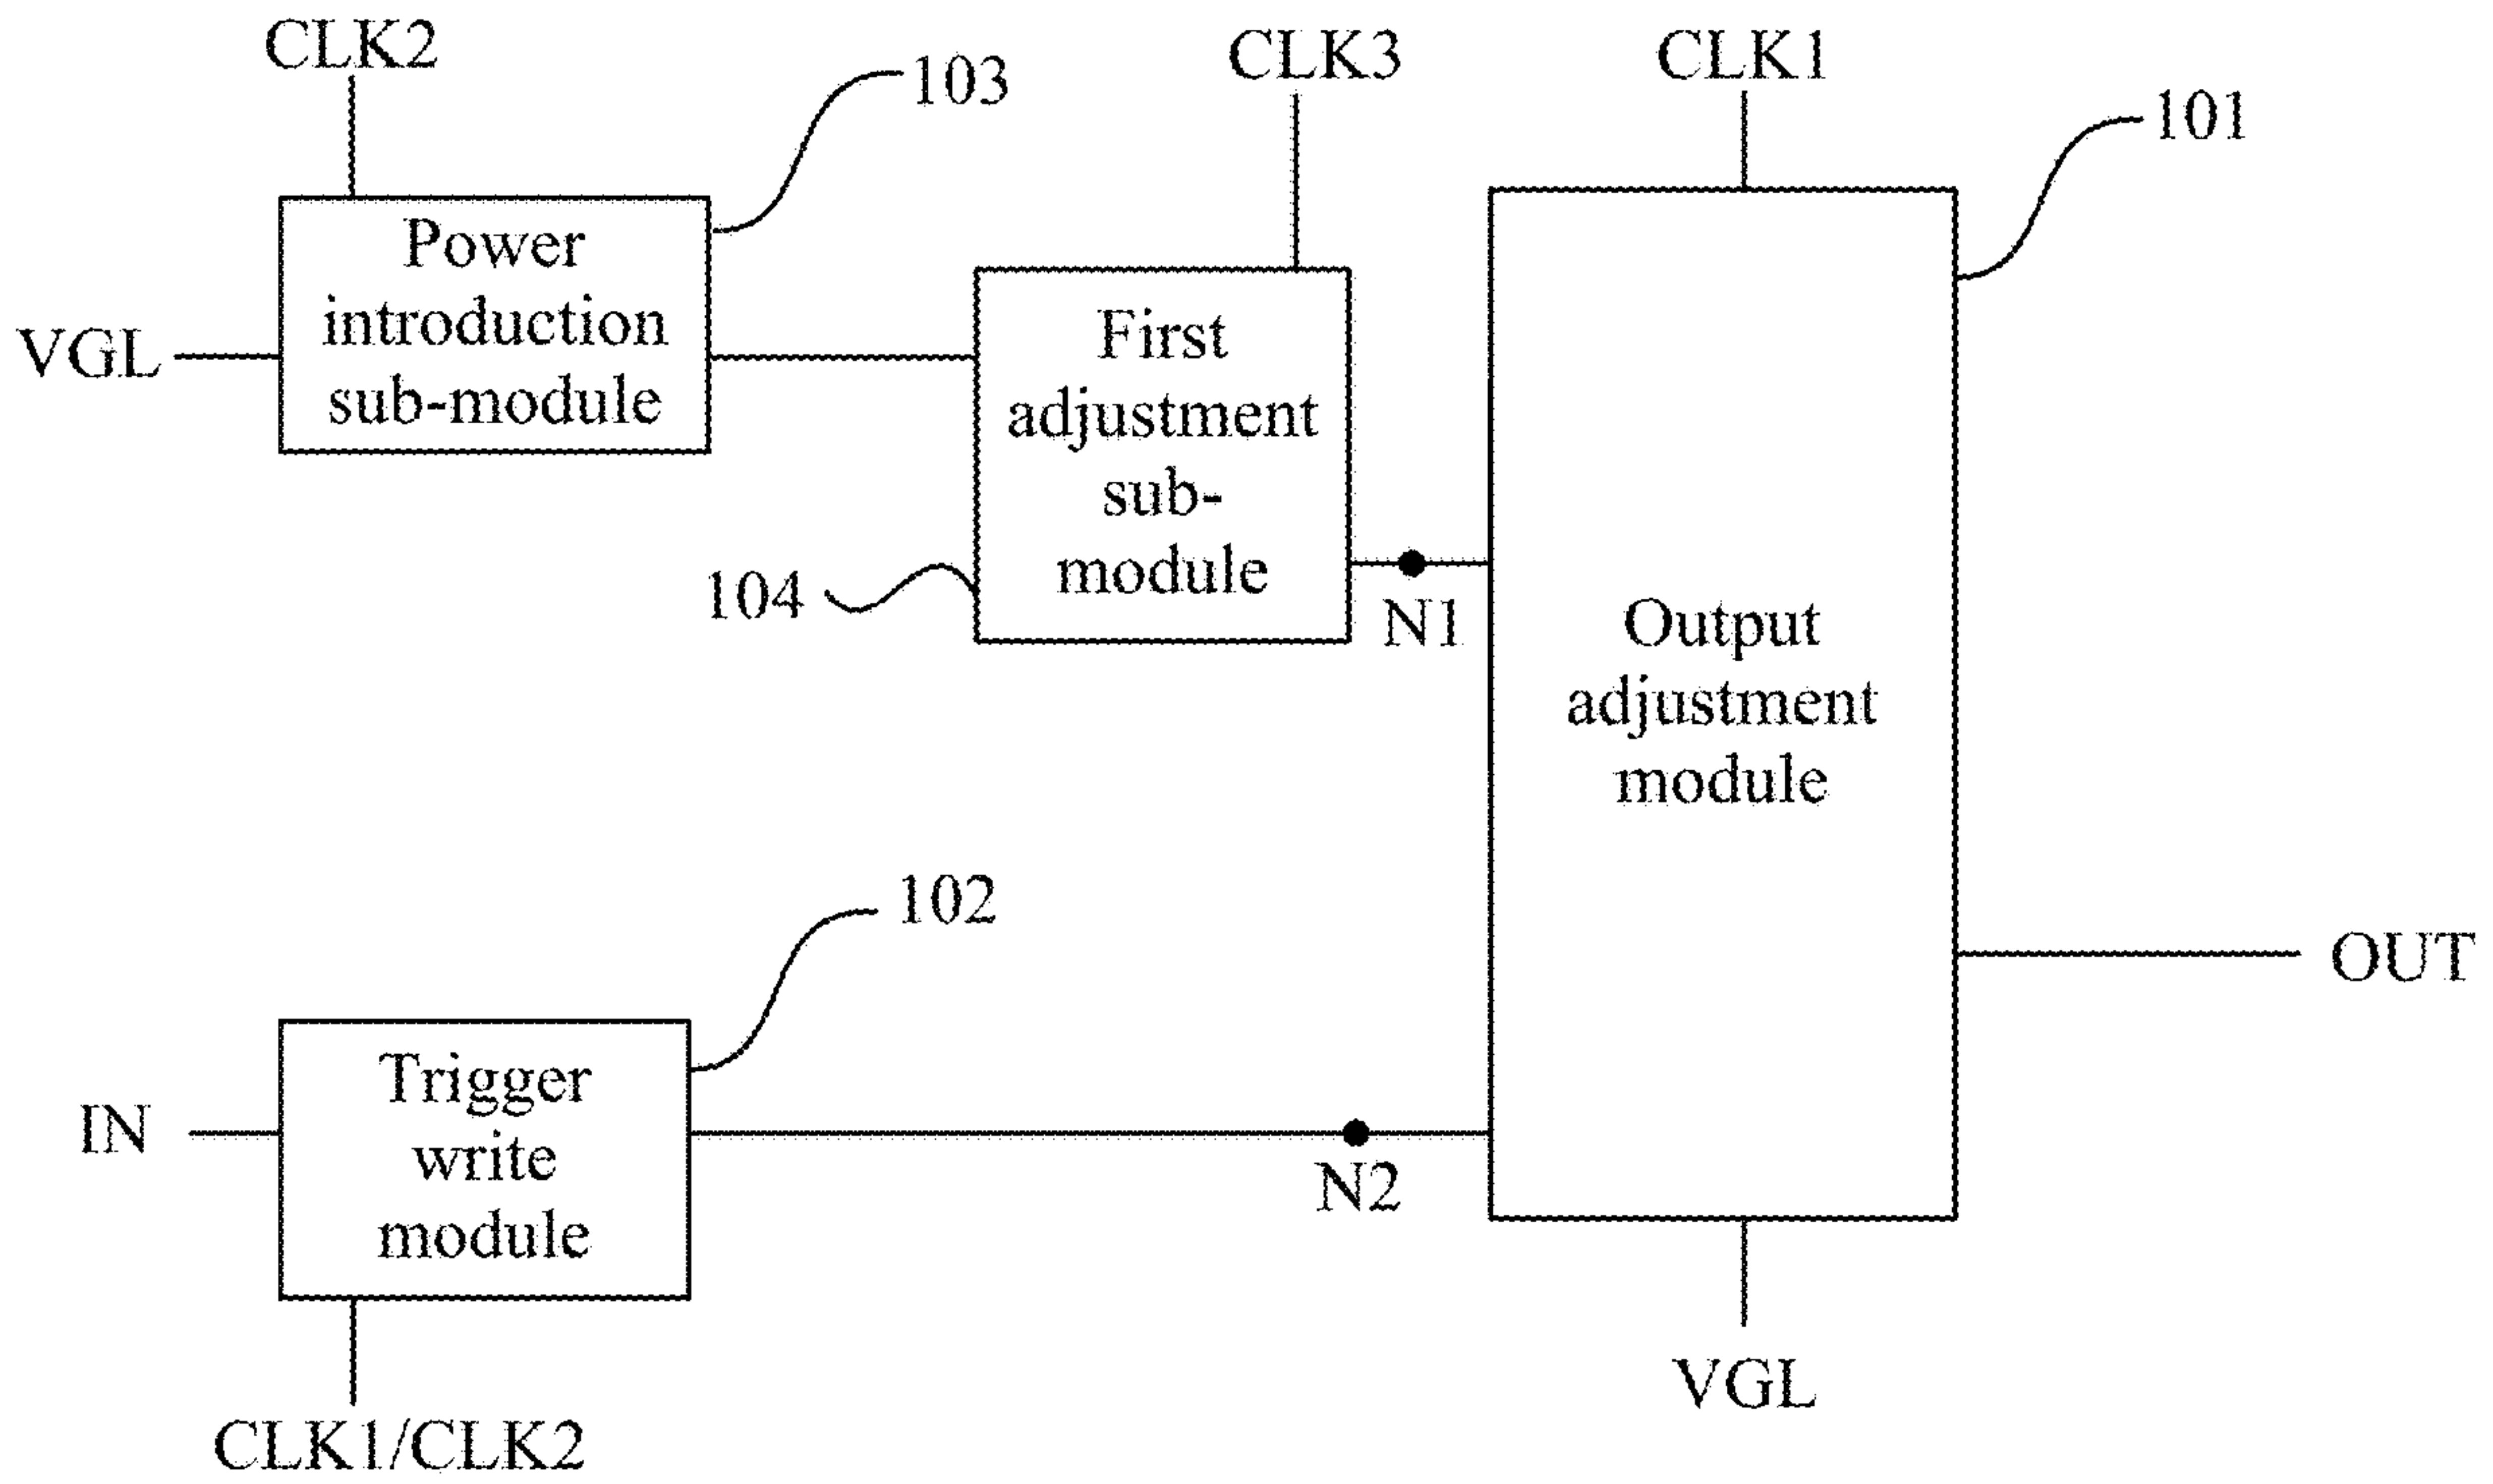 CLK2
103
CLK3
CLK1
101
Power
introduction
sub-module
VGL
First
adjustment
sub-
module
104
N1
Output
adjustment
module
102
OUT
Trigger
write
module
IN
N2
VGL
CLK1/CLK2